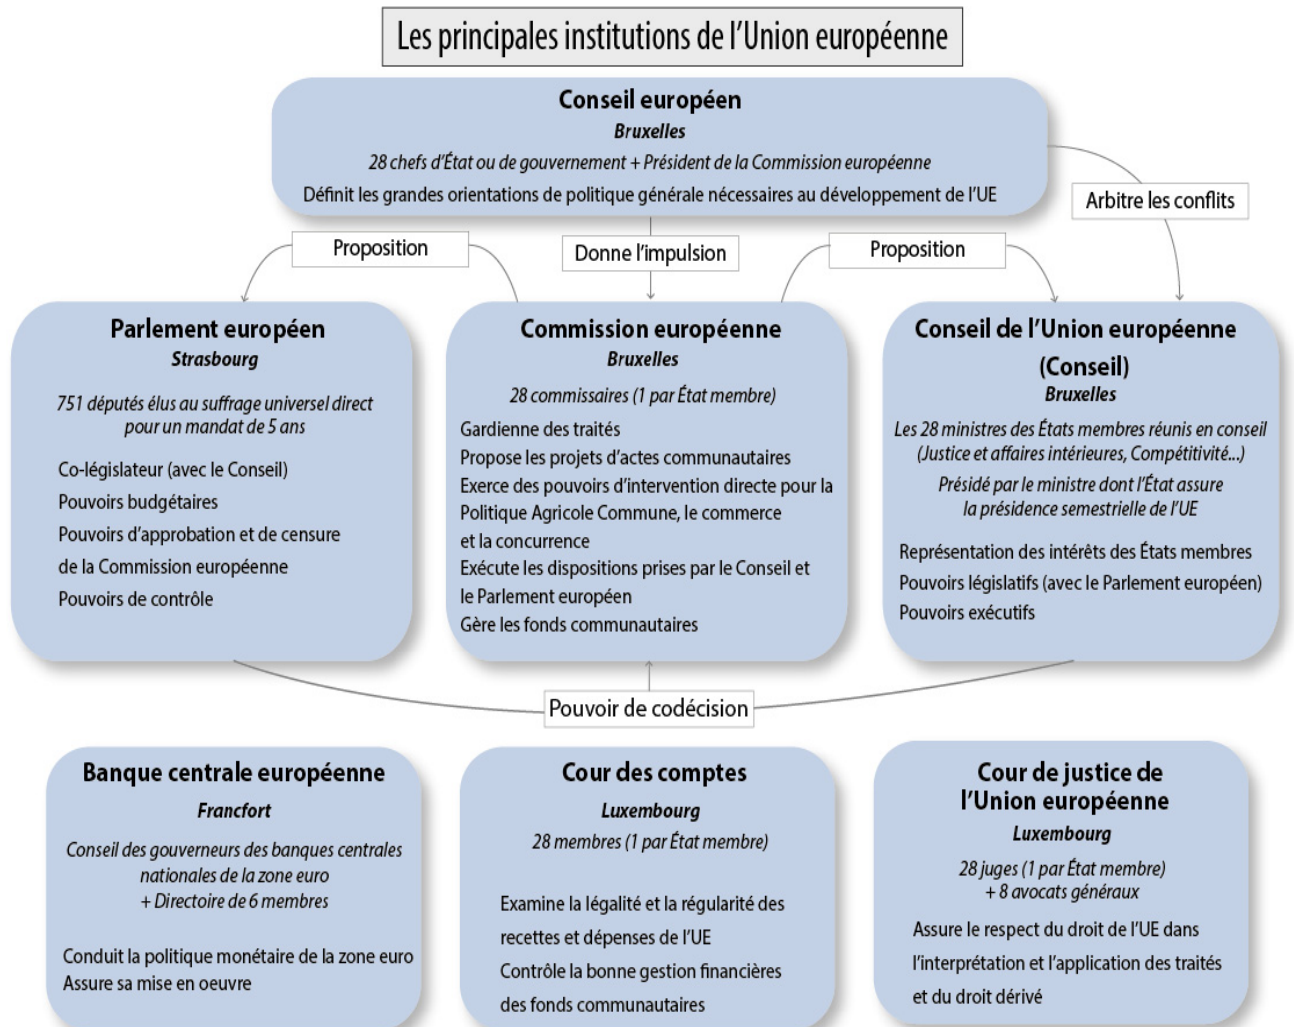 Les principales institutions de l'Union européenne
Conseil européen
Bruxelles
28 chefs d'État ou de gouvernement + Président de la Commission européenne
Définit les grandes orientations de politique générale nécessaires au développement de l'UE
Arbitre les conflits
Proposition
Donne l'impulsion
Proposition
Parlement européen
Strasbourg
751 députés élus au suffrage universel direct
pour un mandat de 5 ans
Co-législateur (avec le Conseil)
Pouvoirs budgétaires
Pouvoirs d'approbation et de censure
de la Commission européenne
Pouvoirs de contrôle
Commission européenne
Bruxelles
28 commissaires (1 par État membre)
Gardienne des traités
Propose les projets d'actes communautaires
Exerce des pouvoirs d'intervention directe pour la
Politique Agricole Commune, le commerce
et la concurrence
Exécute les dispositions prises par le Conseil et
le Parlement européen
Gère les fonds communautaires
Conseil de l'Union européenne
(Conseil)
Bruxelles
Les 28 ministres des États membres réunis en conseil
(Justice et affaires intérieures, Compétitivité...)
Présidé par le ministre dont l'État assure
la présidence semestrielle de l'UE
Représentation des intérêts des États membres
Pouvoirs législatifs (avec le Parlement européen)
Pouvoirs exécutifs
Pouvoir de codécision
Banque centrale européenne
Francfort
Conseil des gouverneurs des banques centrales
nationales de la zone euro
+ Directoire de 6 membres
Conduit la politique monétaire de la zone euro
Assure sa mise en oeuvre
Cour des comptes
Luxembourg
28 membres (1 par État membre)
Examine la légalité et la régularité des
recettes et dépenses de l'UE
Contrôle la bonne gestion financières
des fonds communautaires
Cour de justice de
l'Union européenne
Luxembourg
28 juges (1 par État membre)
+ 8 avocats généraux
Assure le respect du droit de l'UE dans
l'interprétation et l'application des traités
et du droit dérivé